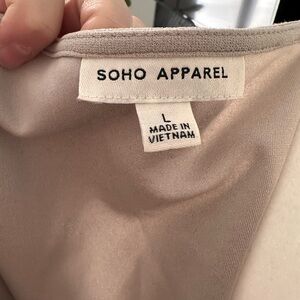 SOHO APPAREL
L
MADE IN
VIETNAM